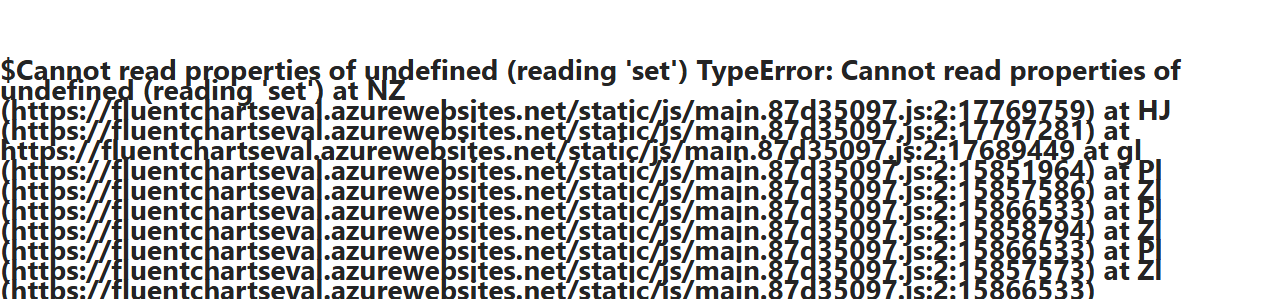 $Cannot read properties of undefined (reading 'set') TypeError: Cannot read properties of
undefined (reading 'set') at NZ
(https://fluentchartseval.azurewebsites.net/static/js/main.87d35097.js:2:17769759) at HJ
(https://fluentchartseval.azurewebsites.net/static/js/main.87d35097.js:2:17797281) at
https://fluentchartseval.azurewebsites.net/static/js/main.87d35097.js:2:17689449 at gl
(https://fluentchartseval.azurewebsites.net/static/js/main.87d35097.js:2:15851964) at Pl
(https://fluentchartseval.azurewebsites.net/static/js/main.87d35097.js:2:15857586) at Zl
(https://fluentchartseval.azurewebsites.net/static/js/main.87d35097.js:2:15866533) at Pl
(https://fluentchartseval.azurewebsites.net/static/js/main.87d35097.js:2:15858794) at Zl
(https://fluentchartseval.azurewebsites.net/static/js/main.87d35097.js:2:15866533) at Pl
(https://fluentchartseval.azurewebsites.net/static/js/main.87d35097.js:2:15857573) at Zl
(https://fluentchartseval.azurewebsites.net/static/js/main.87d35097.js:2:15866533)